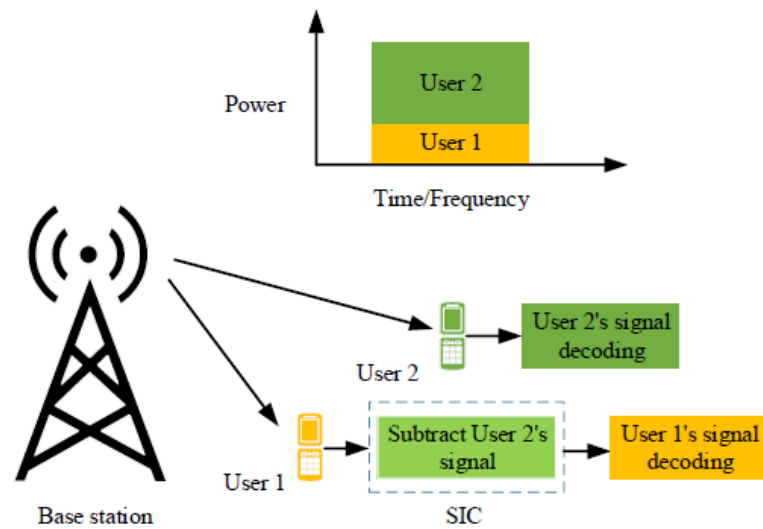 User 2
Power
User 1
Time/Frequency
User 2's signal
decoding
User 2
Subtract User 2's
signal
User 1's signal
decoding
User 1
Base station
SIC